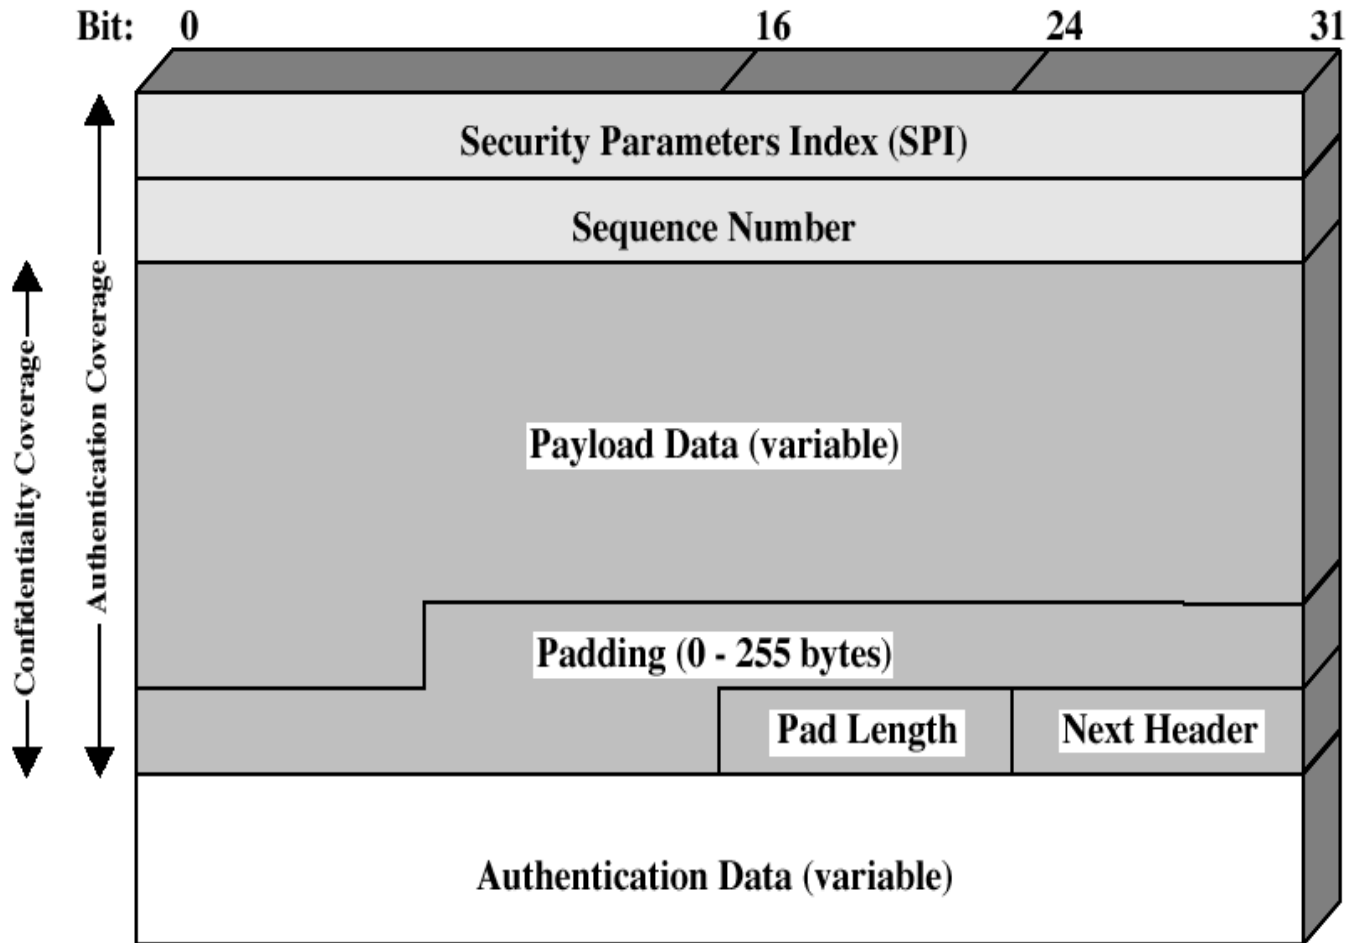 Bit: 0 16 24 31
Security Parameters Index (SPI)
Sequence Number
Confidentiality Coverage
Authentication Coverage
Payload Data (variable)
Padding (0 - 255 bytes)
Pad Length Next Header
Authentication Data (variable)